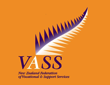 VASS
New Zealand Federation
of Vocational & Support Services